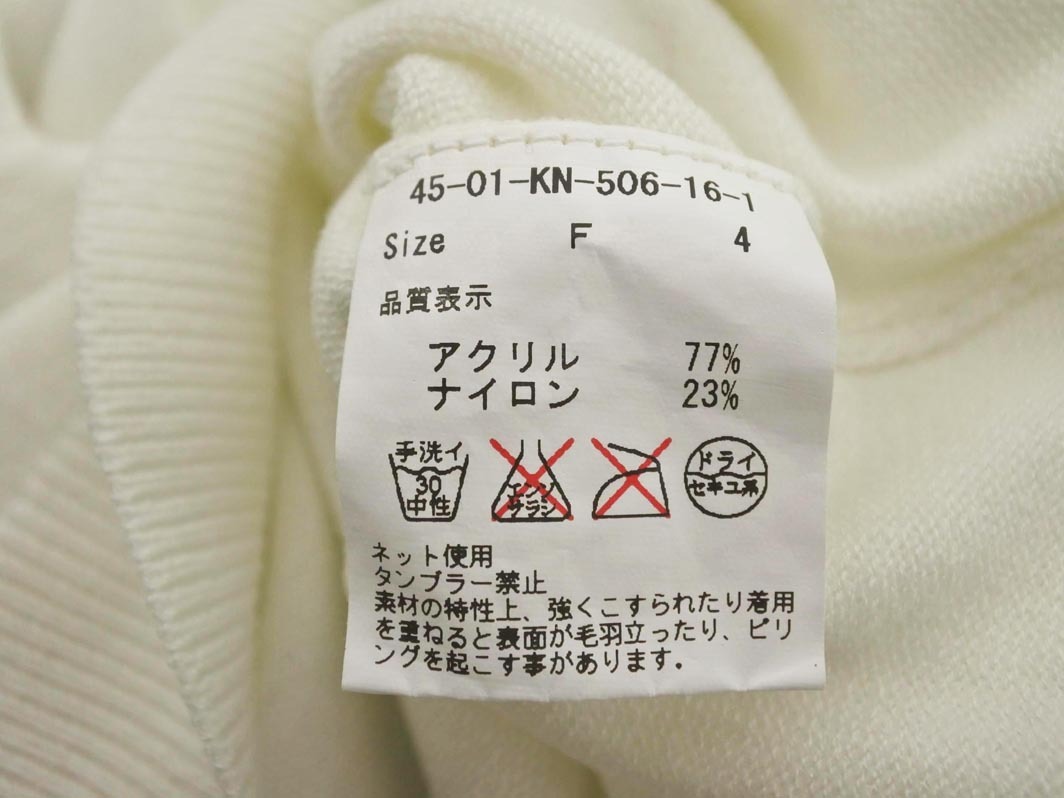 45-01-KN-506-16-1
Size F 4
品質表示
アクリル 77%
ナイロン 23%
手洗イ
30
中性
エンソ
サラシ
ドライ
セキユ系
ネット使用
タンブラー禁止
素材の特性上、強くこすられたり着用
を重ねると表面が毛羽立ったり、ピリ
ングを起こす事があります。